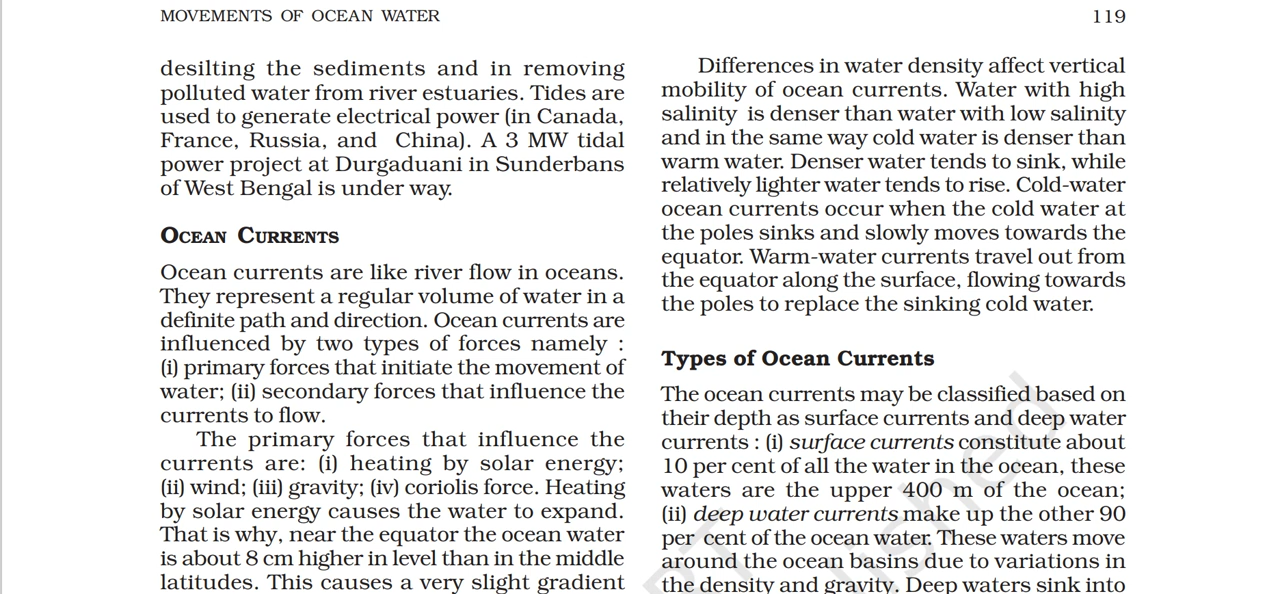 MOVEMENTS OF OCEAN WATER
119
desilting the sediments and in removing
polluted water from river estuaries. Tides are
used to generate electrical power (in Canada,
France, Russia, and China). A 3 MW tidal
power project at Durgaduani in Sunderbans
of West Bengal is under way.
OCEAN CURRENTS
Ocean currents are like river flow in oceans.
They represent a regular volume of water in a
definite path and direction. Ocean currents are
influenced by two types of forces namely :
(i) primary forces that initiate the movement of
water; (ii) secondary forces that influence the
currents to flow.
The primary forces that influence the
currents are: (i) heating by solar energy;
(ii) wind; (iii) gravity; (iv) coriolis force. Heating
by solar energy causes the water to expand.
That is why, near the equator the ocean water
is about 8 cm higher in level than in the middle
latitudes. This causes a very slight gradient
Differences in water density affect vertical
mobility of ocean currents. Water with high
salinity is denser than water with low salinity
and in the same way cold water is denser than
warm water. Denser water tends to sink, while
relatively lighter water tends to rise. Cold-water
ocean currents occur when the cold water at
the poles sinks and slowly moves towards the
equator. Warm-water currents travel out from
the equator along the surface, flowing towards
the poles to replace the sinking cold water.
Types of Ocean Currents
The ocean currents may be classified based on
their depth as surface currents and deep water
currents : (i) surface currents constitute about
10 per cent of all the water in the ocean, these
waters are the upper 400 m of the ocean;
(ii) deep water currents make up the other 90
per cent of the ocean water. These waters move
around the ocean basins due to variations in
the density and gravity. Deep waters sink into